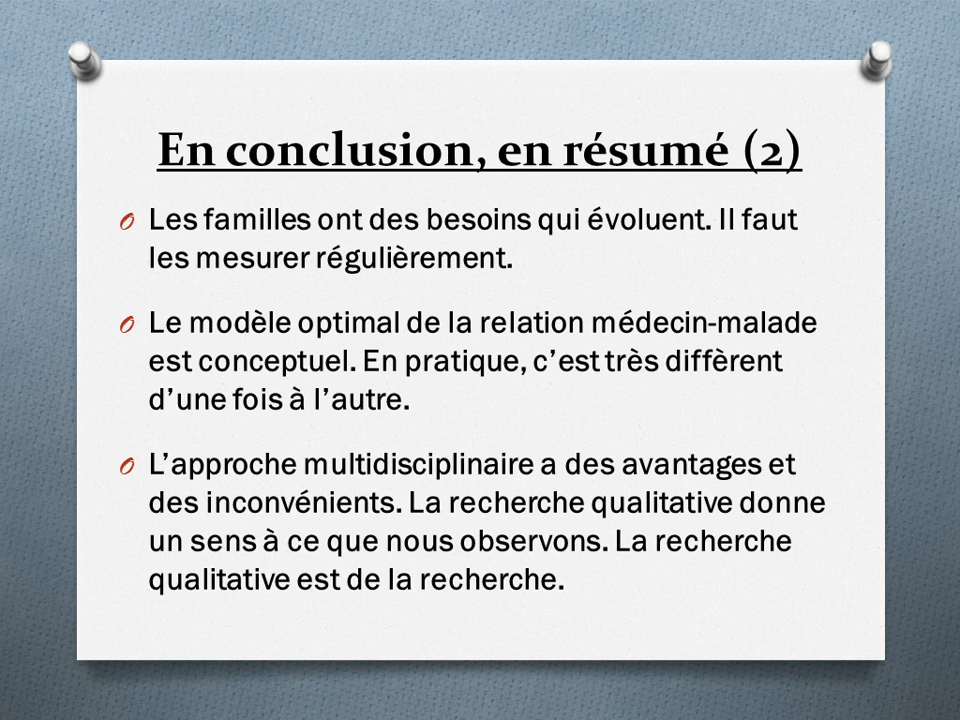 En conclusion, en résumé (2)
Les familles ont des besoins qui évoluent. Il faut
les mesurer régulièrement.
Le modèle optimal de la relation médecin-malade
est conceptuel. En pratique, c’est très diffèrent
d’une fois à l’autre.
L’approche multidisciplinaire a des avantages et
des inconvénients. La recherche qualitative donne
un sens à ce que nous observons. La recherche
qualitative est de la recherche.